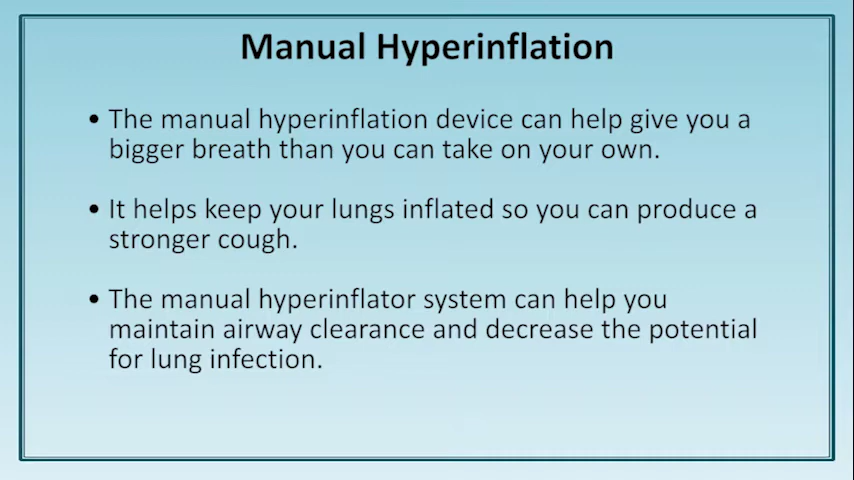 Manual Hyperinflation
• The manual hyperinflation device can help give you a
bigger breath than you can take on your own.
• It helps keep your lungs inflated so you can produce a
stronger cough.
• The manual hyperinflator system can help you
maintain airway clearance and decrease the potential
for lung infection.